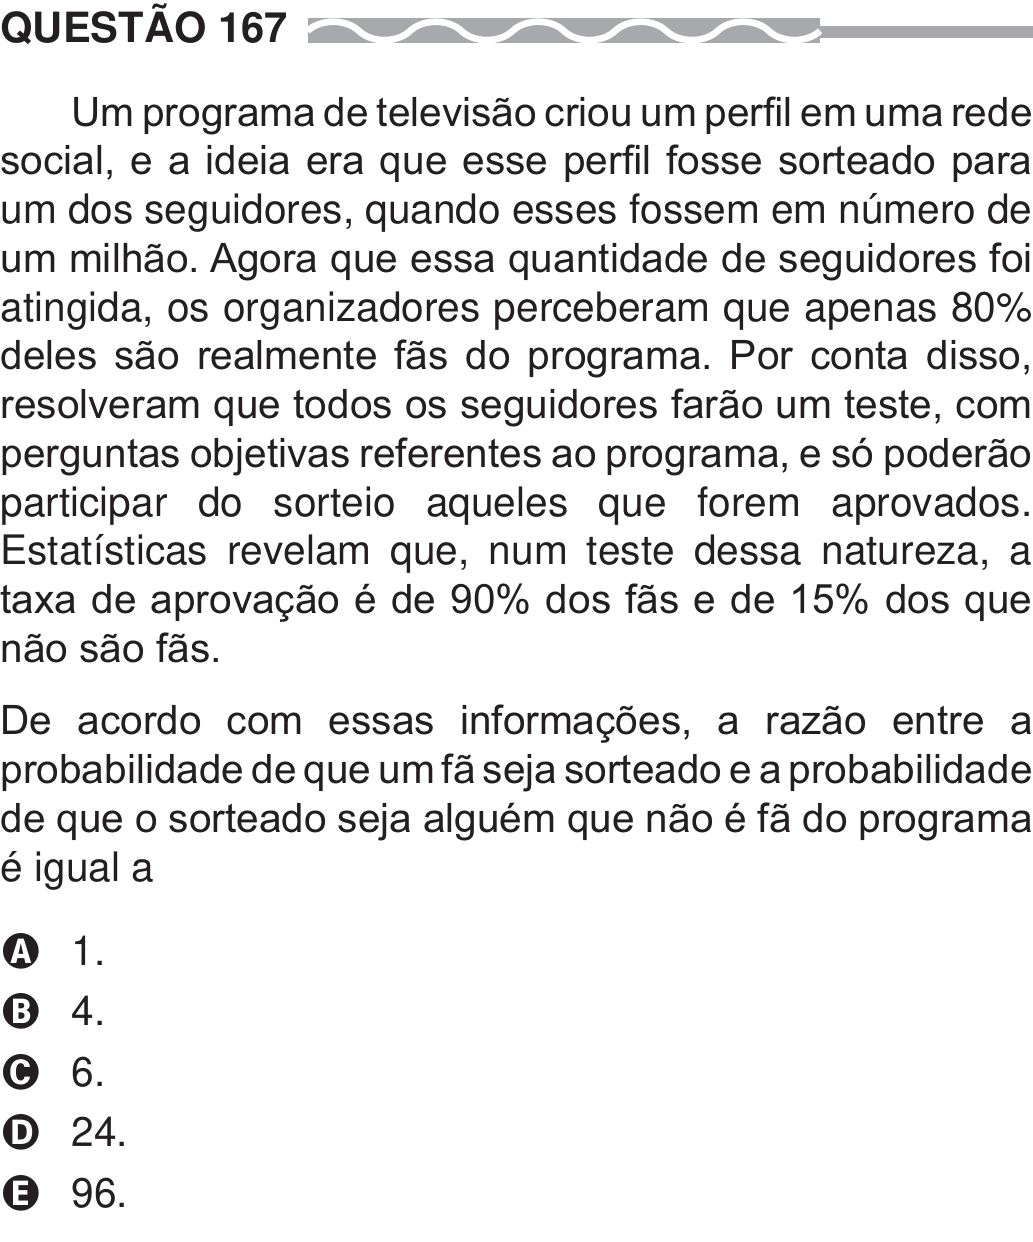 QUESTÃO 167
Um programa de televisão criou um perfil em uma rede
social, e a ideia era que esse perfil fosse sorteado para
um dos seguidores, quando esses fossem em número de
um milhão. Agora que essa quantidade de seguidores foi
atingida, os organizadores perceberam que apenas 80%
deles são realmente fãs do programa. Por conta disso,
resolveram que todos os seguidores farão um teste, com
perguntas objetivas referentes ao programa, e só poderão
participar do sorteio aqueles que forem aprovados.
Estatísticas revelam que, num teste dessa natureza, a
taxa de aprovação é de 90% dos fãs e de 15% dos que
não são fãs.
De acordo com essas informações, a razão entre a
probabilidade de que um fã seja sorteado e a probabilidade
de que o sorteado seja alguém que não é fã do programa
é igual a
A 1.
B 4.
C 6.
D 24.
E 96.